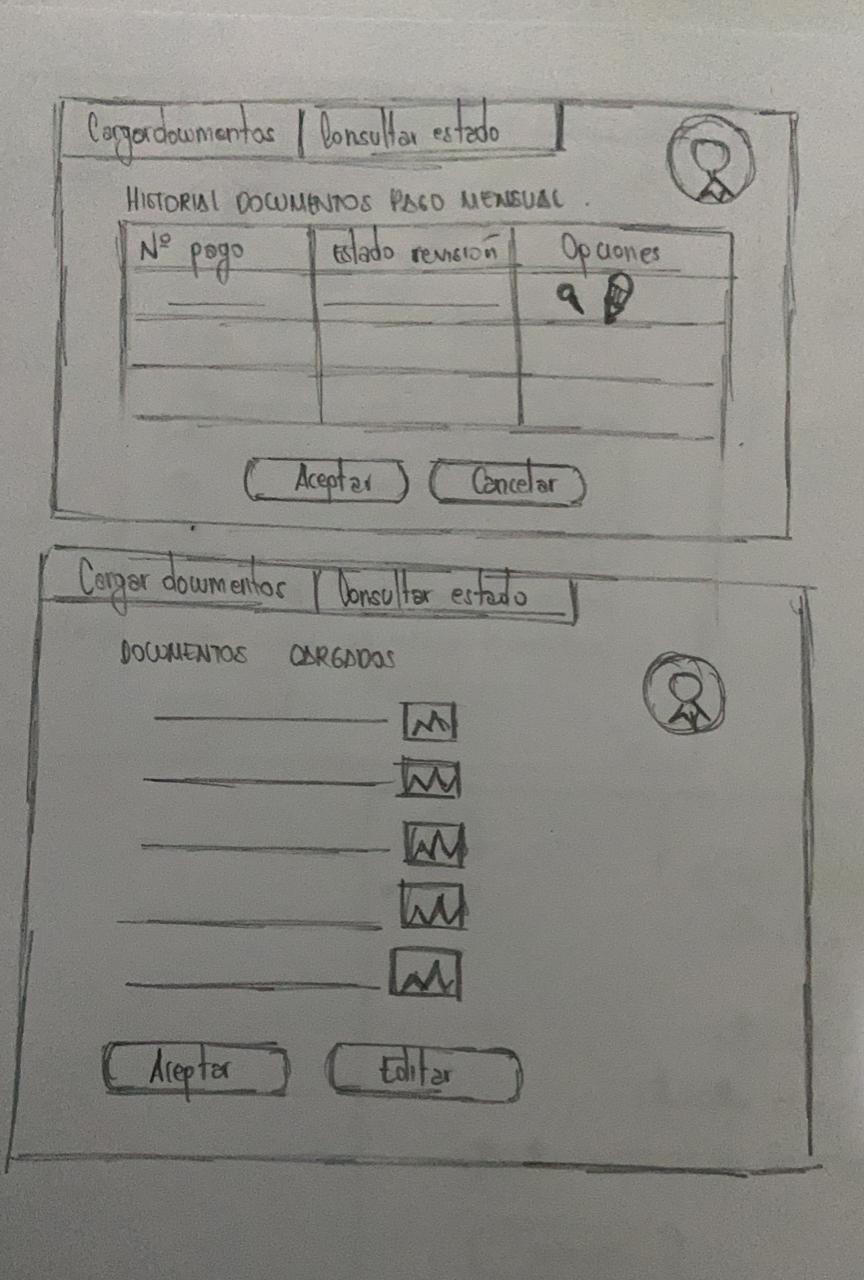 Cargar documentos | Consultar estado
HISTORIAL DOCUMENTOS PAGO MENSUAL.
Nº pago Estado revisión Opciones
Aceptar Cancelar
Cargar documentos | Consultar estado
DOCUMENTOS CARGADOS
Aceptar Editar